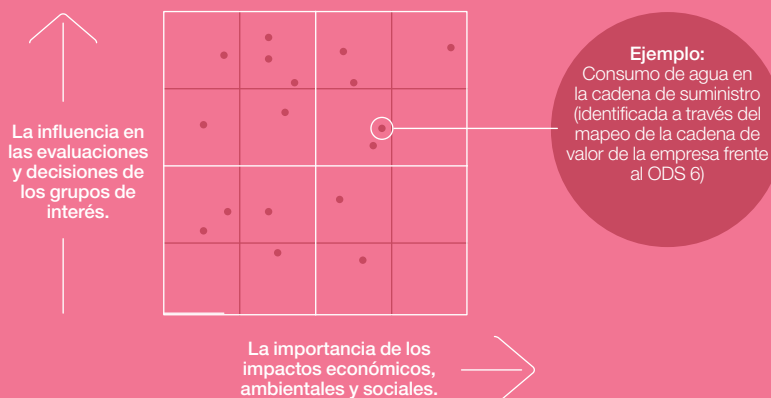 La influencia en
las evaluaciones
y decisiones de
los grupos de
interés.
Ejemplo:
Consumo de agua en
la cadena de suministro
(identificada a través del
mapeo de la cadena de
valor de la empresa frente
al ODS 6)
La importancia de los
impactos económicos,
ambientales y sociales.